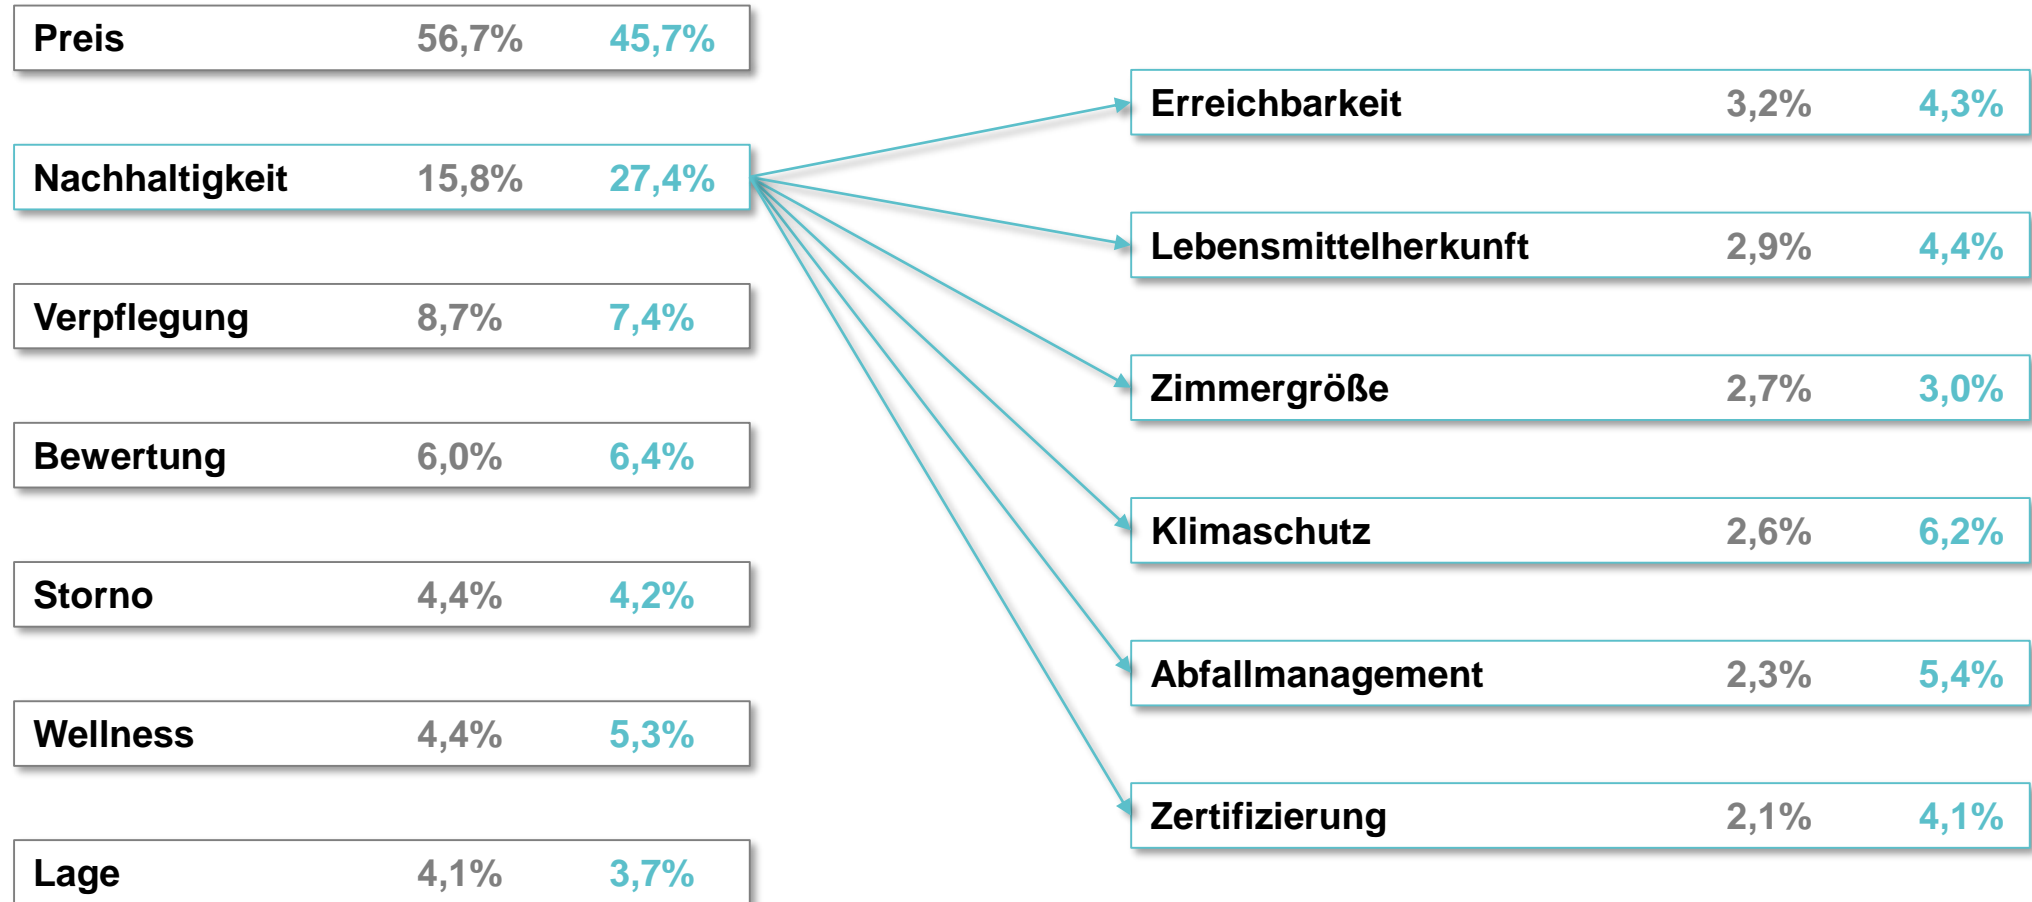 Preis 56,7% 45,7%
Nachhaltigkeit 15,8% 27,4%
Verpflegung 8,7% 7,4%
Bewertung 6,0% 6,4%
Storno 4,4% 4,2%
Wellness 4,4% 5,3%
Lage 4,1% 3,7%
Erreichbarkeit 3,2% 4,3%
Lebensmittelherkunft 2,9% 4,4%
Zimmergröße 2,7% 3,0%
Klimaschutz 2,6% 6,2%
Abfallmanagement 2,3% 5,4%
Zertifizierung 2,1% 4,1%